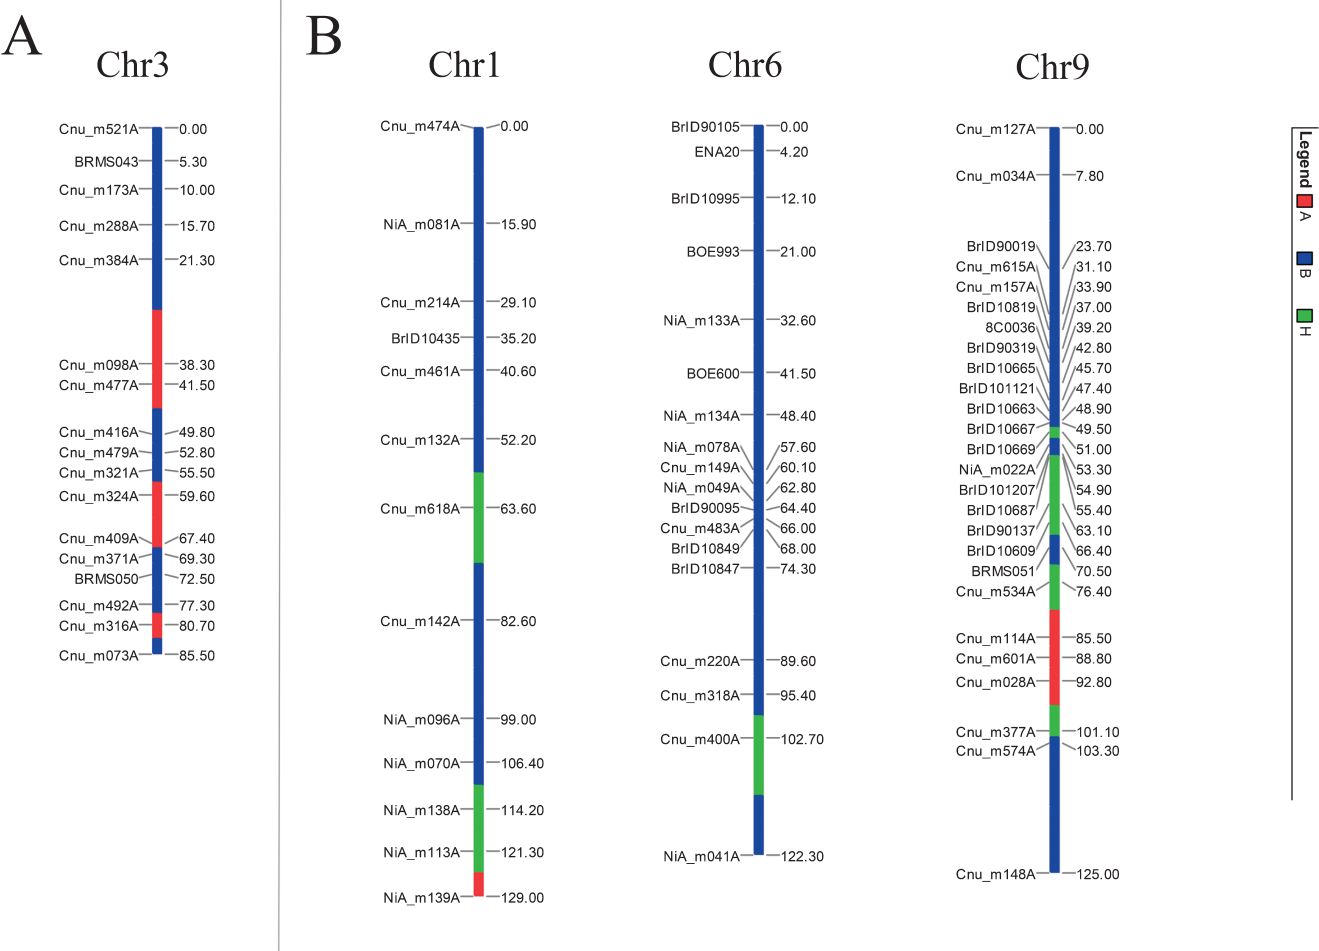 A
Chr3
Cnu_m521A 0.00
BRMS043 5.30
Cnu_m173A 10.00
Cnu_m288A 15.70
Cnu_m384A 21.30
Cnu_m098A 38.30
Cnu_m477A 41.50
Cnu_m416A 49.80
Cnu_m479A 52.80
Cnu_m321A 55.50
Cnu_m324A 59.60
Cnu_m409A 67.40
Cnu_m371A 69.30
BRMS050 72.50
Cnu_m492A 77.30
Cnu_m316A 80.70
Cnu_m073A 85.50
B
Chr1
Cnu_m474A 0.00
NiA_m081A 15.90
Cnu_m214A 29.10
BrID10435 35.20
Cnu_m461A 40.60
Cnu_m132A 52.20
Cnu_m618A 63.60
Cnu_m142A 82.60
NiA_m096A 99.00
NiA_m070A 106.40
NiA_m138A 114.20
NiA_m113A 121.30
NiA_m139A 129.00
Chr6
BrID90105 0.00
ENA20 4.20
BrID10995 12.10
BOE993 21.00
NiA_m133A 32.60
BOE600 41.50
NiA_m134A 48.40
NiA_m078A 57.60
Cnu_m149A 60.10
NiA_m049A 62.80
BrID90095 64.40
Cnu_m483A 66.00
BrID10849 68.00
BrID10847 74.30
Cnu_m220A 89.60
Cnu_m318A 95.40
Cnu_m400A 102.70
NiA_m041A 122.30
Chr9
Cnu_m127A 0.00
Cnu_m034A 7.80
BrID90019 23.70
Cnu_m615A 31.10
Cnu_m157A 33.90
BrID10819 37.00
8C0036 39.20
BrID90319 42.80
BrID10665 45.70
BrID101121 47.40
BrID10663 48.90
BrID10667 49.50
BrID10669 51.00
NiA_m022A 53.30
BrID101207 54.90
BrID10687 55.40
BrID90137 63.10
BrID10609 66.40
BRMS051 70.50
Cnu_m534A 76.40
Cnu_m114A 85.50
Cnu_m601A 88.80
Cnu_m028A 92.80
Cnu_m377A 101.10
Cnu_m574A 103.30
Cnu_m148A 125.00
Legend
A
B
H